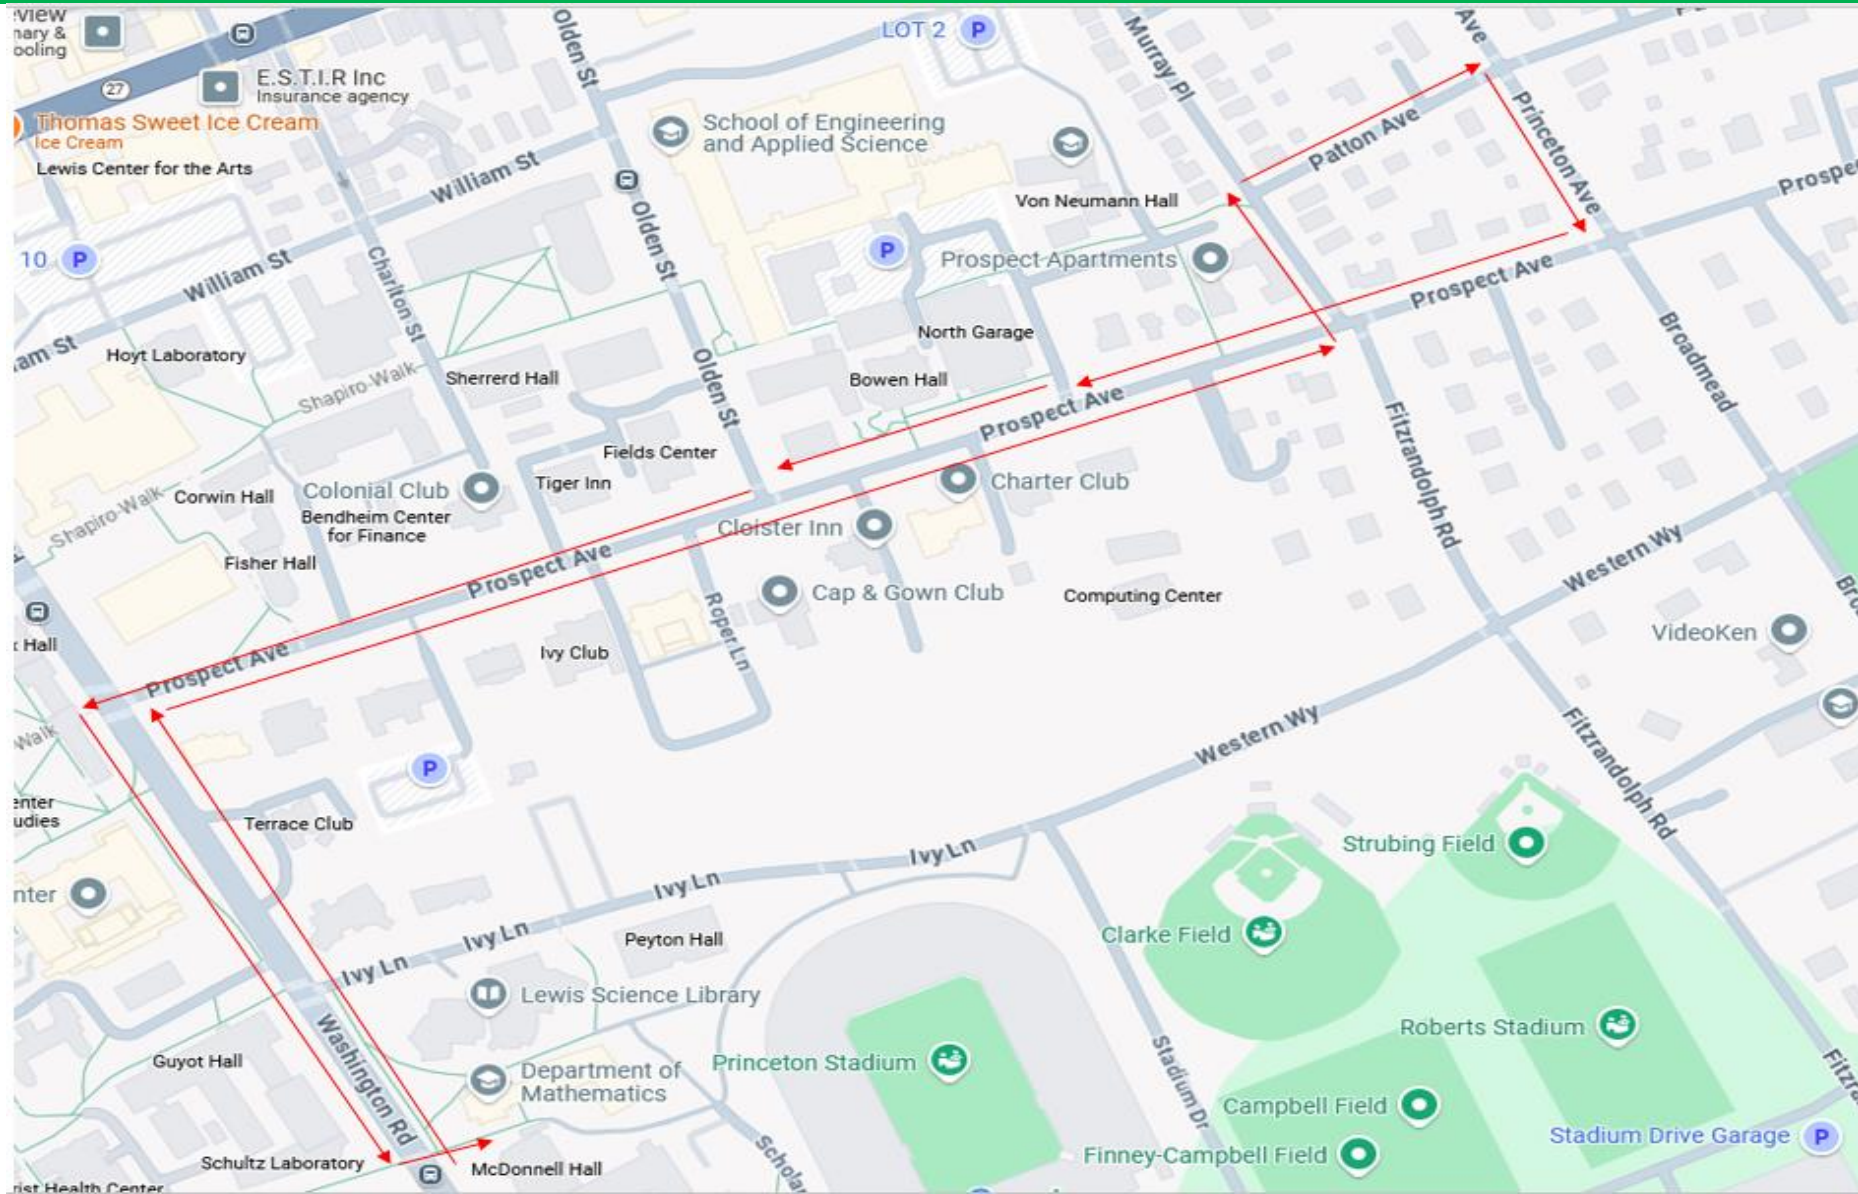 eview
nary &
ooling
27
E.S.T.I.R Inc
Insurance agency
Thomas Sweet Ice Cream
Ice Cream
Lewis Center for the Arts
Olden St
LOT 2 P
Murray Pl
Ave
School of Engineering
and Applied Science
Patton Ave
Princeton Ave
Prospe
William St
Olden St
Von Neumann Hall
10 P
P
Prospect Apartments
William St
Charlton St
Prospect Ave
am St
Hoyt Laboratory
North Garage
Broadmead
Shapiro Walk
Sherrerd Hall
Olden St
Bowen Hall
Prospect Ave
Fitzrandolph Rd
Fields Center
Tiger Inn
Charter Club
Shapiro Walk
Corwin Hall
Colonial Club
Bendheim Center
for Finance
Cloister Inn
Fisher Hall
Prospect Ave
Western Wy
Roper Ln
Cap & Gown Club
Computing Center
Bro
Hall
Ivy Club
VideoKen
Prospect Ave
Walk
Western Wy
Fitzrandolph Rd
P
enter
udies
Terrace Club
Strubing Field
Ivy Ln
Ivy Ln
nter
Ivy Ln
Peyton Hall
Clarke Field
Ivy Ln
Lewis Science Library
Roberts Stadium
Washington Rd
Guyot Hall
Department of
Mathematics
Princeton Stadium
Stadium Dr
Fitzra
Campbell Field
Stadium Drive Garage P
Schultz Laboratory
McDonnell Hall
Schola
Finney-Campbell Field
rist Health Center